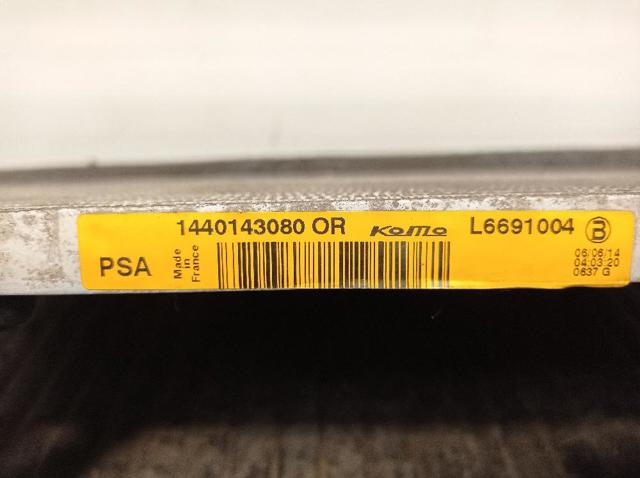 1440143080 OR KOMO L6691004 B
PSA
Made
in
France
06/06/14
04:03:20
0637 G